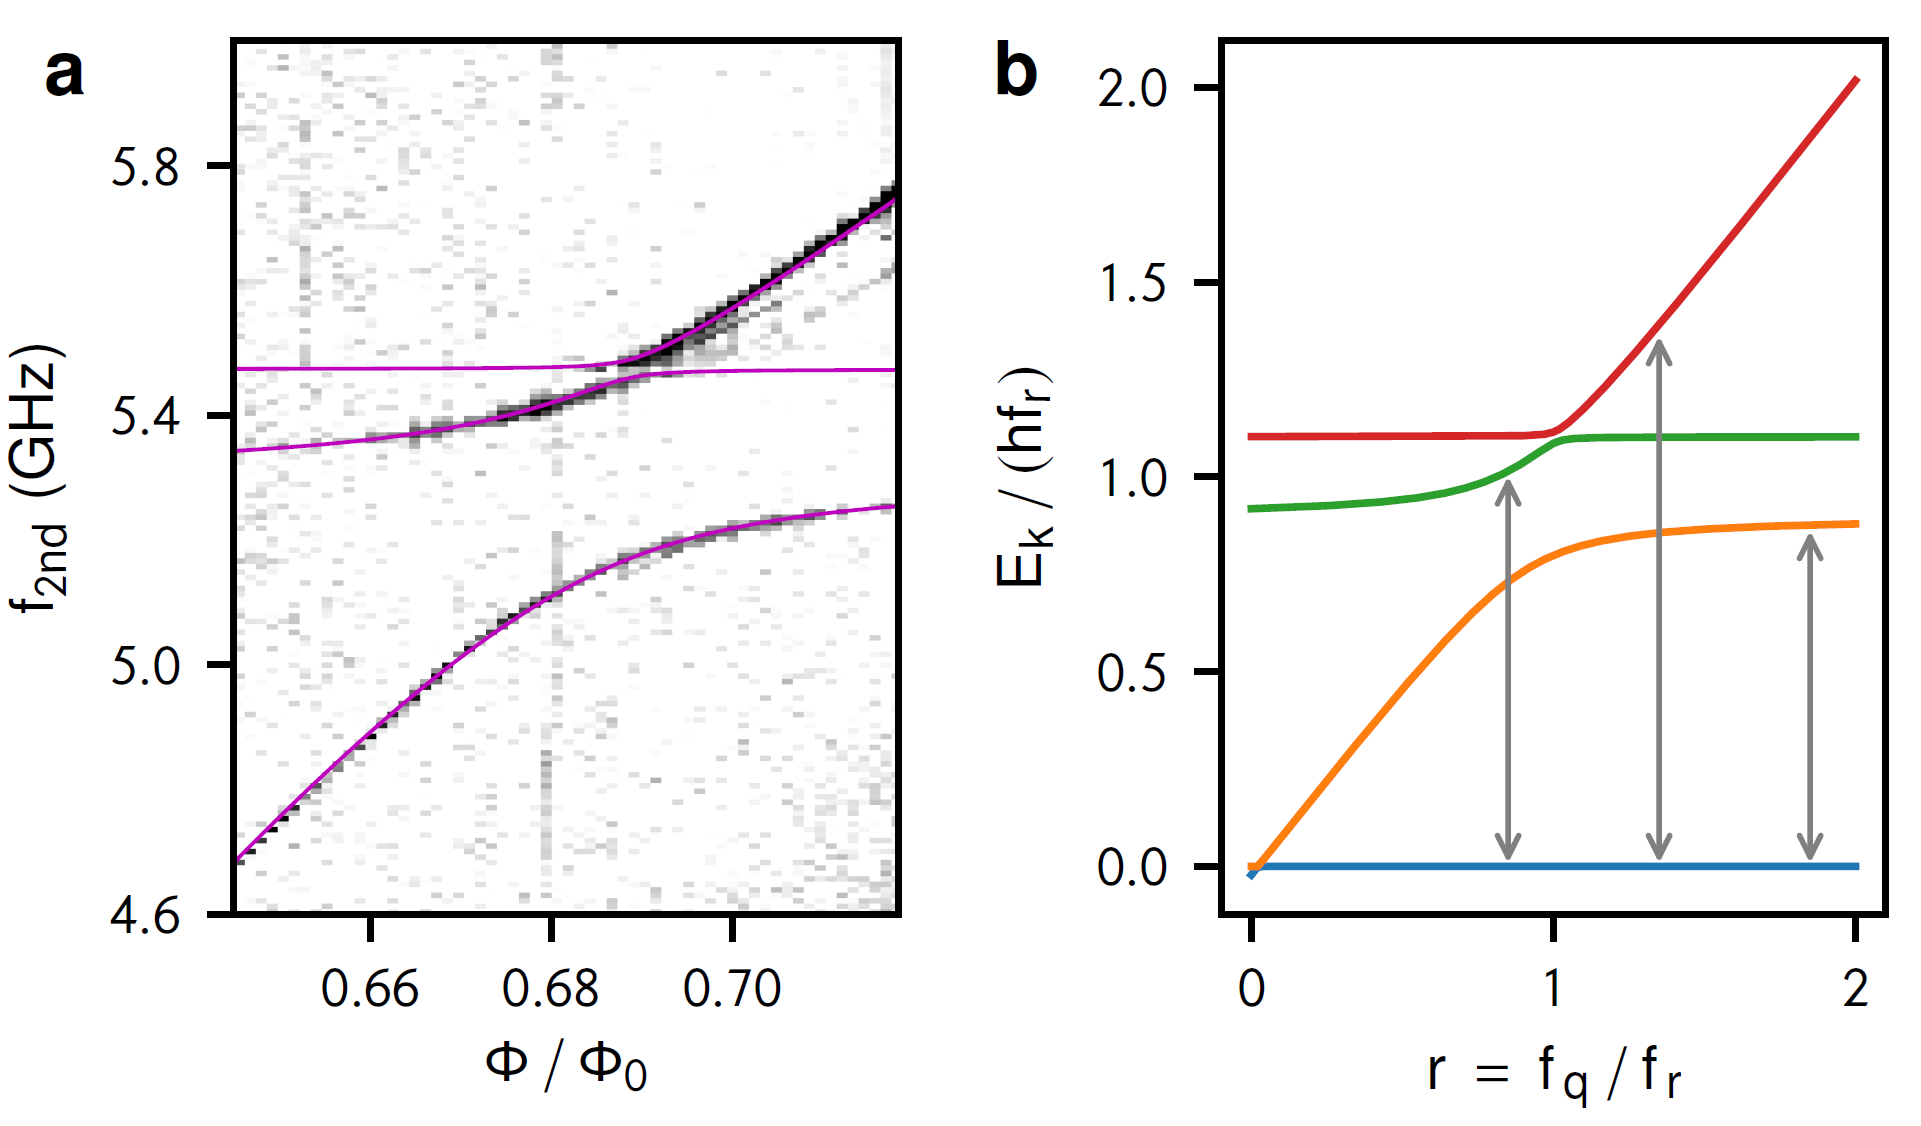 a
5.8
5.4
5.0
4.6
f2nd (GHz)
0.66 0.68 0.70
Φ / Φ0
b
2.0
1.5
1.0
0.5
0.0
Ek / (hfr)
0 1 2
r = fq / fr